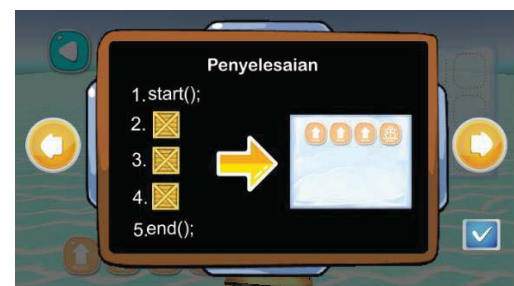 Penyelesaian
1.start();
2.
3.
4.
5.end();